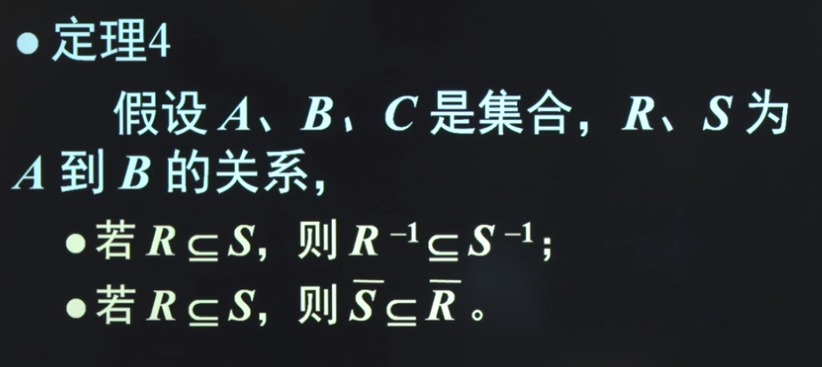 ● 定理4
假设 A、B、C 是集合，R、S 为
A 到 B 的关系，
● 若 R ⊆ S，则 R⁻¹ ⊆ S⁻¹；
● 若 R ⊆ S，则 S̅ ⊆ R̅ 。